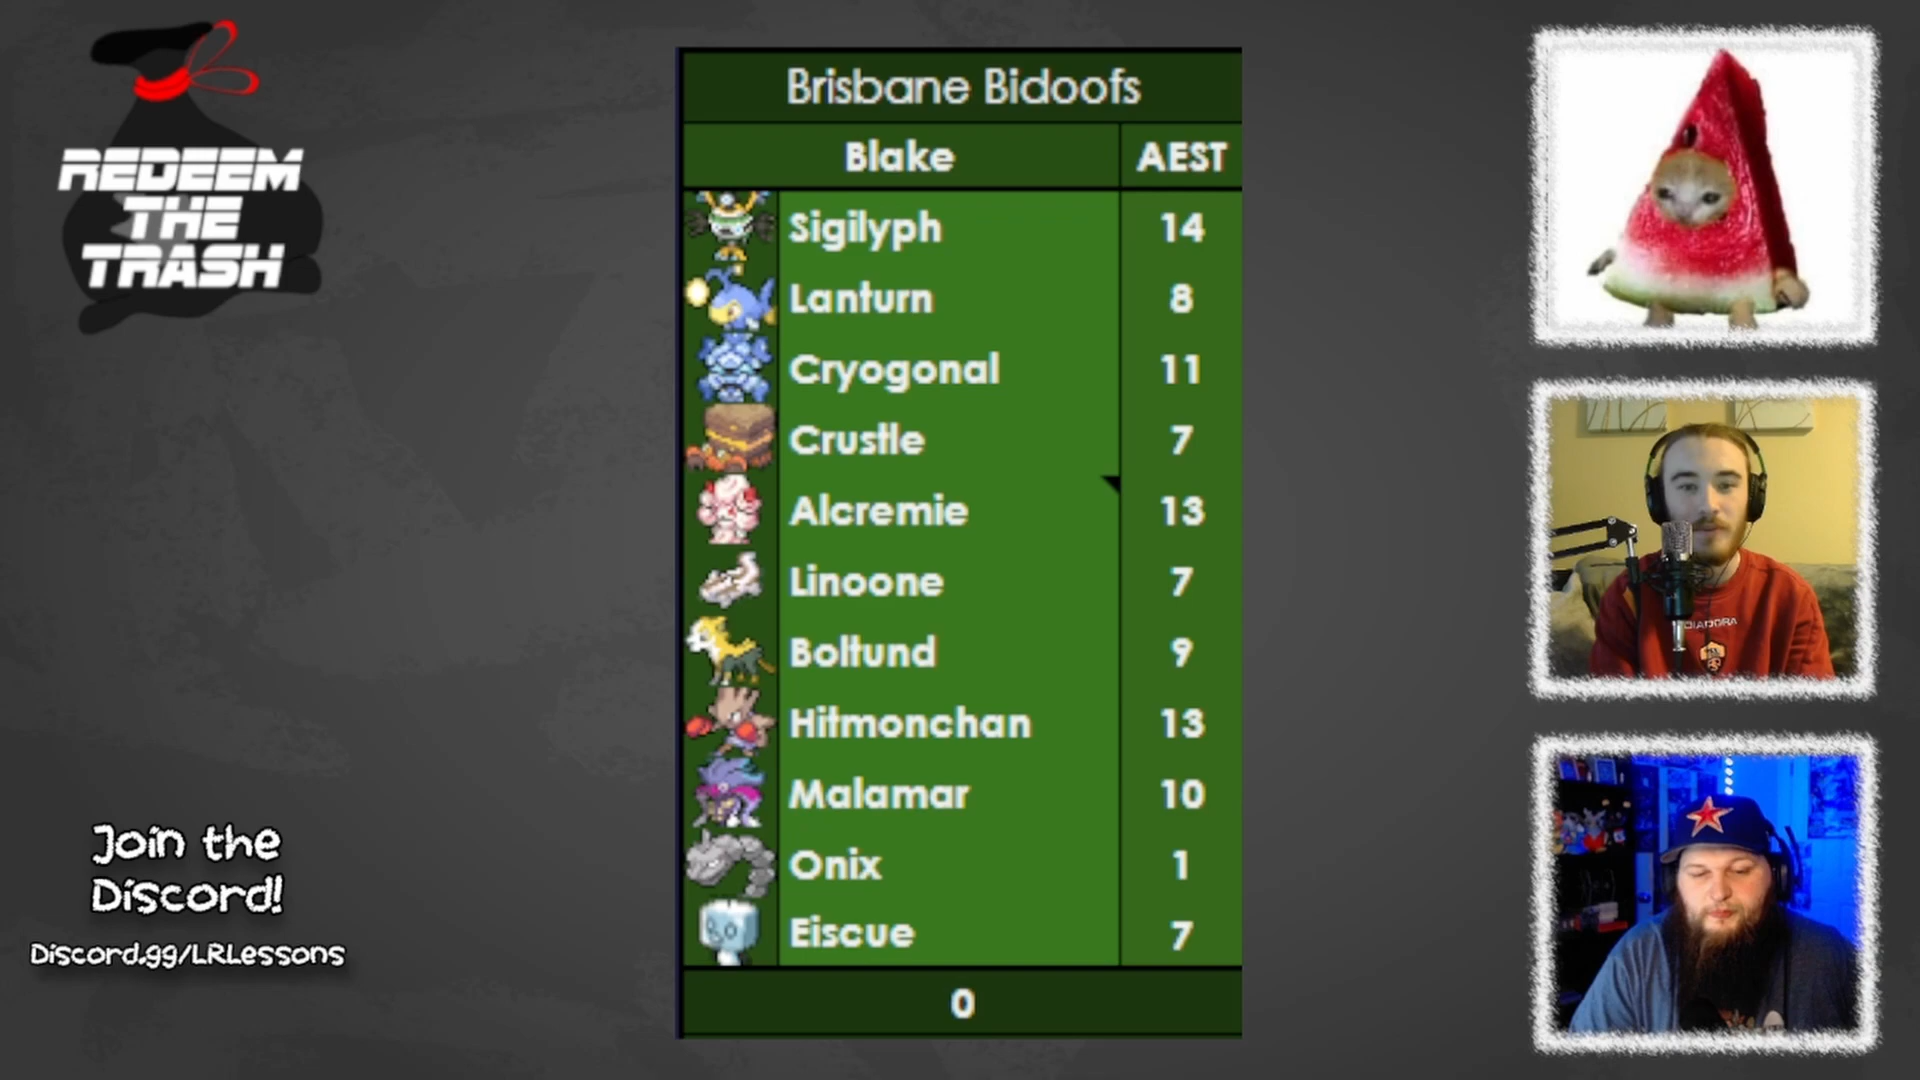 REDEEM
THE
TRASH
Brisbane Bidoofs
Blake AEST
Sigilyph 14
Lanturn 8
Cryogonal 11
Crustle 7
Alcremie 13
Linoone 7
Boltund 9
Hitmonchan 13
Malamar 10
Onix 1
Eiscue 7
0
Join the
Discord!
Discord.gg/LRLessons
DIADORA